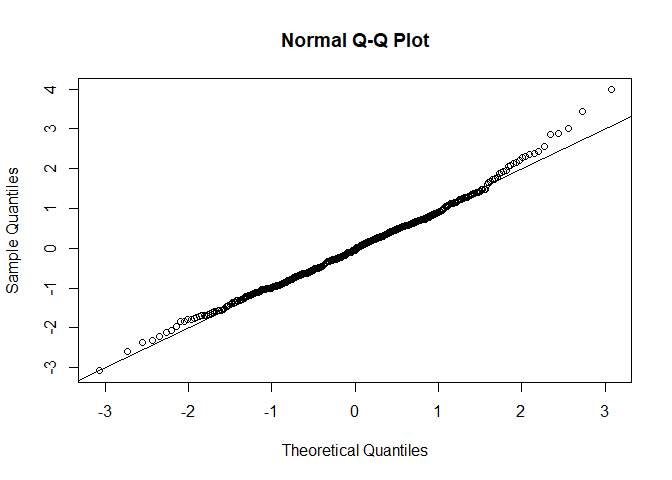 Normal Q-Q Plot
Sample Quantiles
4
3
2
1
0
-1
-2
-3
-3 -2 -1 0 1 2 3
Theoretical Quantiles